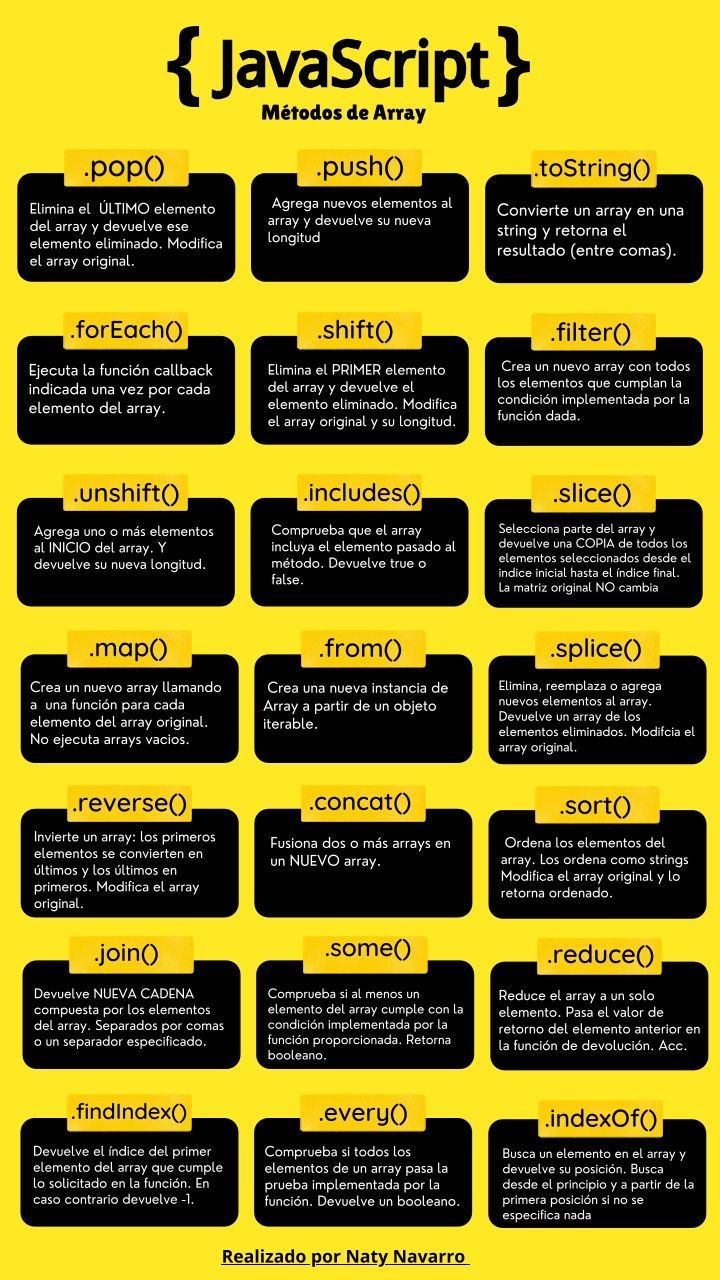 { JavaScript }
Métodos de Array
.pop()
Elimina el ÚLTIMO elemento
del array y devuelve ese
elemento eliminado. Modifica
el array original.
.push()
Agrega nuevos elementos al
array y devuelve su nueva
longitud
.toString()
Convierte un array en una
string y retorna el
resultado (entre comas).
.forEach()
Ejecuta la función callback
indicada una vez por cada
elemento del array.
.shift()
Elimina el PRIMER elemento
del array y devuelve el
elemento eliminado. Modifica
el array original y su longitud.
.filter()
Crea un nuevo array con todos
los elementos que cumplan la
condición implementada por la
función dada.
.unshift()
Agrega uno o más elementos
al INICIO del array. Y
devuelve su nueva longitud.
.includes()
Comprueba que el array
incluya el elemento pasado al
método. Devuelve true o
false.
.slice()
Selecciona parte del array y
devuelve una COPIA de todos los
elementos seleccionados desde el
indice inicial hasta el índice final.
La matriz original NO cambia
.map()
Crea un nuevo array llamando
a una función para cada
elemento del array original.
No ejecuta arrays vacios.
.from()
Crea una nueva instancia de
Array a partir de un objeto
iterable.
.splice()
Elimina, reemplaza o agrega
nuevos elementos al array.
Devuelve un array de los
elementos eliminados. Modifcia el
array original.
.reverse()
Invierte un array: los primeros
elementos se convierten en
últimos y los últimos en
primeros. Modifica el array
original.
.concat()
Fusiona dos o más arrays en
un NUEVO array.
.sort()
Ordena los elementos del
array. Los ordena como strings
Modifica el array original y lo
retorna ordenado.
.join()
Devuelve NUEVA CADENA
compuesta por los elementos
del array. Separados por comas
o un separador especificado.
.some()
Comprueba si al menos un
elemento del array cumple con la
condición implementada por la
función proporcionada. Retorna
booleano.
.reduce()
Reduce el array a un solo
elemento. Pasa el valor de
retorno del elemento anterior en
la función de devolución. Acc.
.findIndex()
Devuelve el índice del primer
elemento del array que cumple
lo solicitado en la función. En
caso contrario devuelve -1.
.every()
Comprueba si todos los
elementos de un array pasa la
prueba implementada por la
función. Devuelve un booleano.
.indexOf()
Busca un elemento en el array y
devuelve su posición. Busca
desde el principio y a partir de la
primera posición si no se
especifica nada
Realizado por Naty Navarro